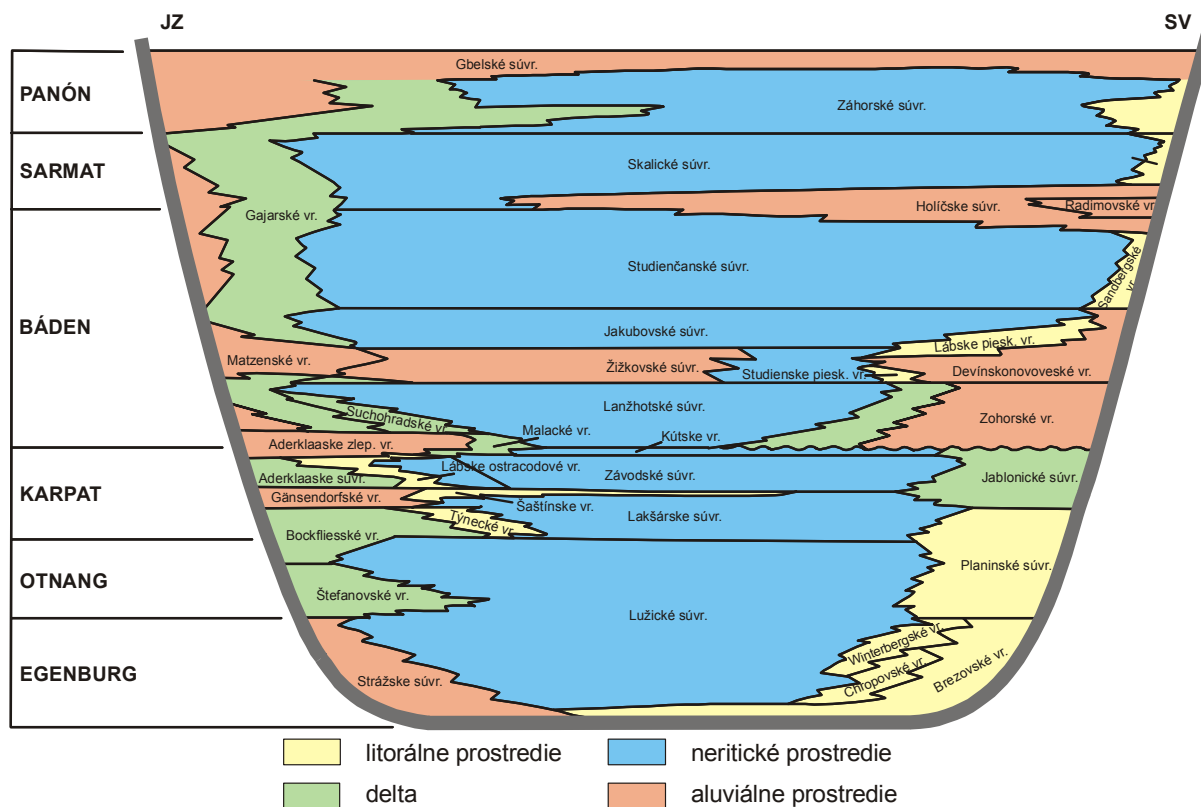 JZ
SV
PANÓN
SARMAT
BÁDEN
KARPAT
OTNANG
EGENBURG
Gbelské súvr.
Záhorské súvr.
Skalické súvr.
Holíčske súvr.
Radimovské vr.
Gajarské vr.
Studienčanské súvr.
Sandbergské vr.
Jakubovské súvr.
Lábske piesk. vr.
Matzenské vr.
Žižkovské súvr.
Studienske piesk. vr.
Devínskonovoveské vr.
Lanžhotské súvr.
Suchohradské vr.
Malacké vr.
Kútske vr.
Zohorské vr.
Aderklaaske zlep. vr.
Lábske ostracodové vr.
Závodské súvr.
Aderklaaske súvr.
Jablonické súvr.
Gänsendorfské vr.
Šaštínske vr.
Týnecké vr.
Lakšárske súvr.
Bockfliesské vr.
Planinské súvr.
Štefanovské vr.
Lužické súvr.
Winterbergské vr.
Chropovské vr.
Brezovské vr.
Strážske súvr.
litorálne prostredie
neritické prostredie
delta
aluviálne prostredie